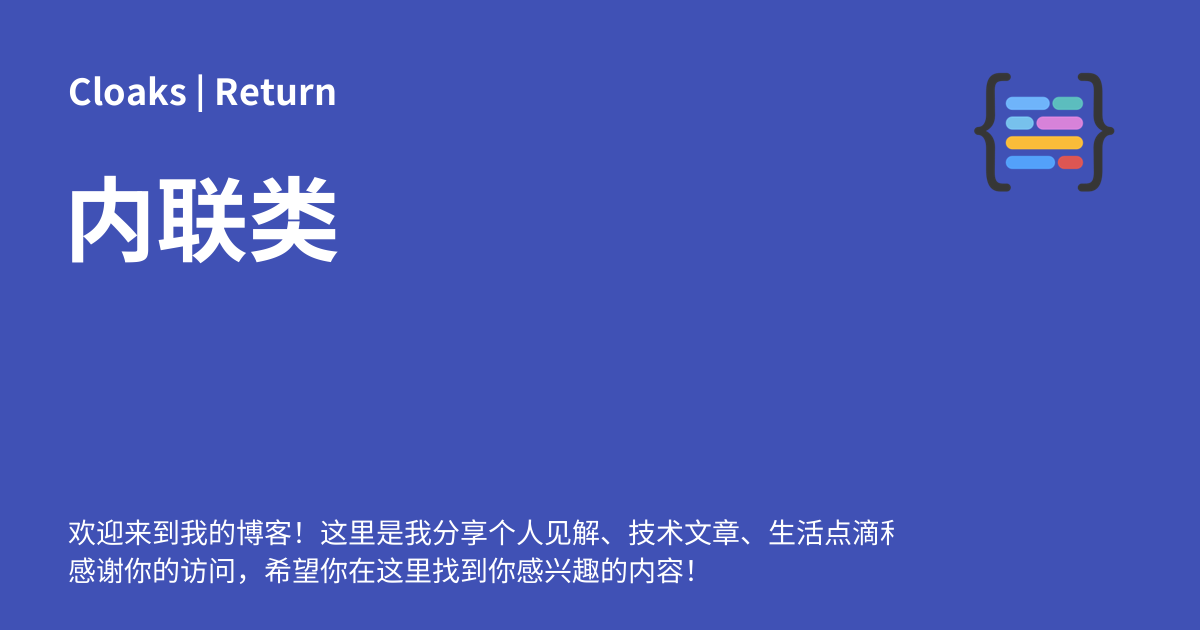 Cloaks | Return
内联类
欢迎来到我的博客！这里是我分享个人见解、技术文章、生活点滴
感谢你的访问，希望你在这里找到你感兴趣的内容！